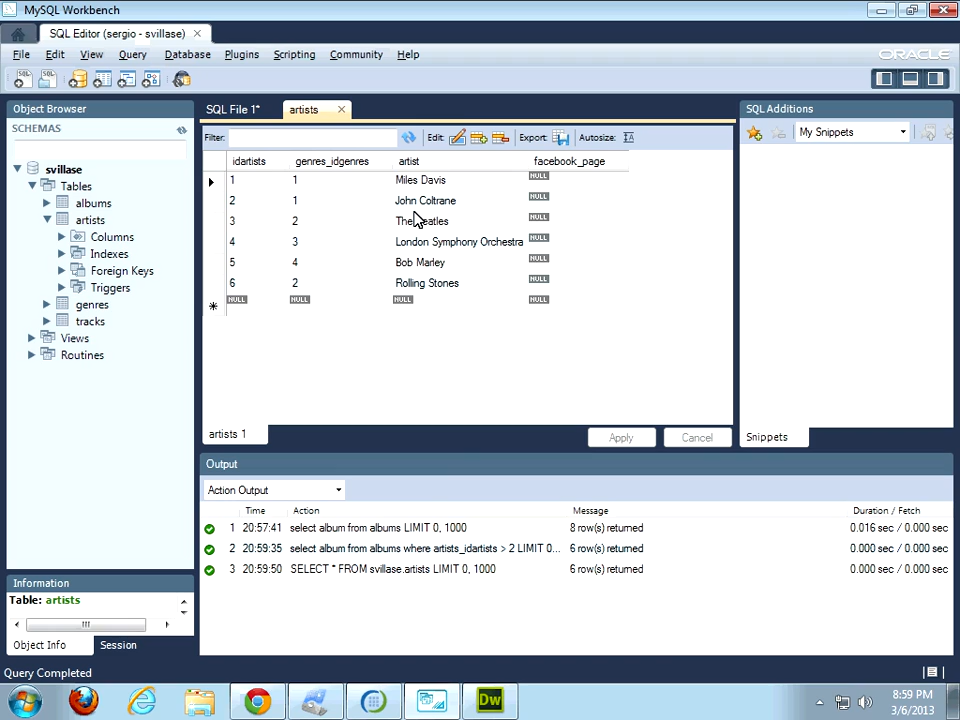 MySQL Workbench
SQL Editor (sergio - svillase)
File Edit View Query Database Plugins Scripting Community Help
ORACLE
Object Browser
SCHEMAS
svillase
Tables
albums
artists
Columns
Indexes
Foreign Keys
Triggers
genres
tracks
Views
Routines
Information
Table: artists
Object Info Session
SQL File 1* artists
Filter: Edit: Export: Autosize:
idartists genres_idgenres artist facebook_page
1 1 Miles Davis NULL
2 1 John Coltrane NULL
3 2 The Beatles NULL
4 3 London Symphony Orchestra NULL
5 4 Bob Marley NULL
6 2 Rolling Stones NULL
NULL NULL NULL NULL
artists 1
Apply Cancel
SQL Additions
My Snippets
Snippets
Output
Action Output
Time Action Message Duration / Fetch
1 20:57:41 select album from albums LIMIT 0, 1000 8 row(s) returned 0.016 sec / 0.000 sec
2 20:59:35 select album from albums where artists_idartists > 2 LIMIT 0... 6 row(s) returned 0.000 sec / 0.000 sec
3 20:59:50 SELECT * FROM svillase.artists LIMIT 0, 1000 6 row(s) returned 0.000 sec / 0.000 sec
Query Completed
Dw
8:59 PM
3/6/2013